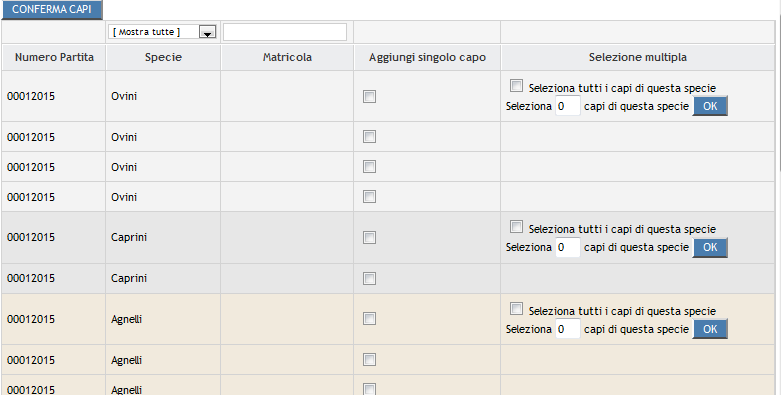 CONFERMA CAPI
[ Mostra tutte ]
Numero Partita Specie Matricola Aggiungi singolo capo Selezione multipla
Seleziona tutti i capi di questa specie
00012015 Ovini
Seleziona 0 capi di questa specie OK
00012015 Ovini
00012015 Ovini
00012015 Ovini
Seleziona tutti i capi di questa specie
00012015 Caprini
Seleziona 0 capi di questa specie OK
00012015 Caprini
Seleziona tutti i capi di questa specie
00012015 Agnelli
Seleziona 0 capi di questa specie OK
00012015 Agnelli
00012015 Agnelli